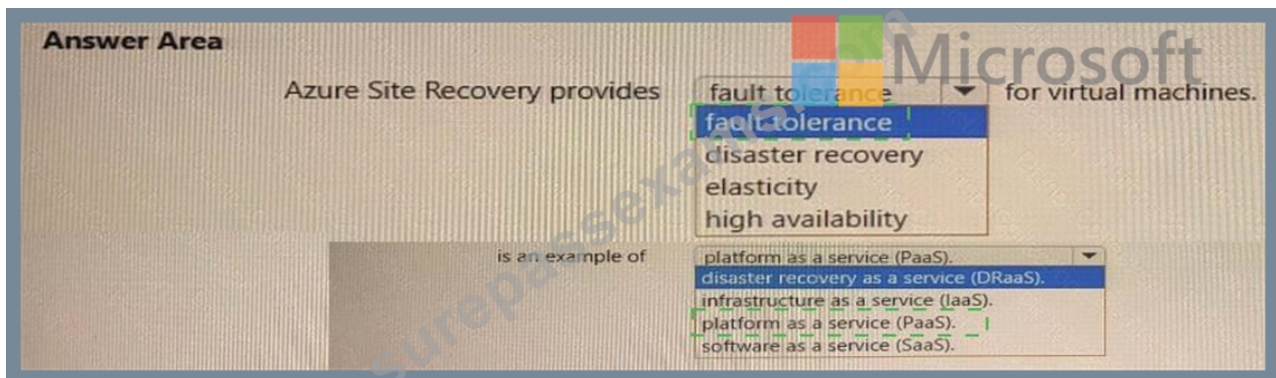 Microsoft
Answer Area
Azure Site Recovery provides fault tolerance for virtual machines.
fault tolerance
disaster recovery
elasticity
high availability
is an example of platform as a service (PaaS).
disaster recovery as a service (DRaaS).
infrastructure as a service (IaaS).
platform as a service (PaaS).
software as a service (SaaS).
surepassexams.com